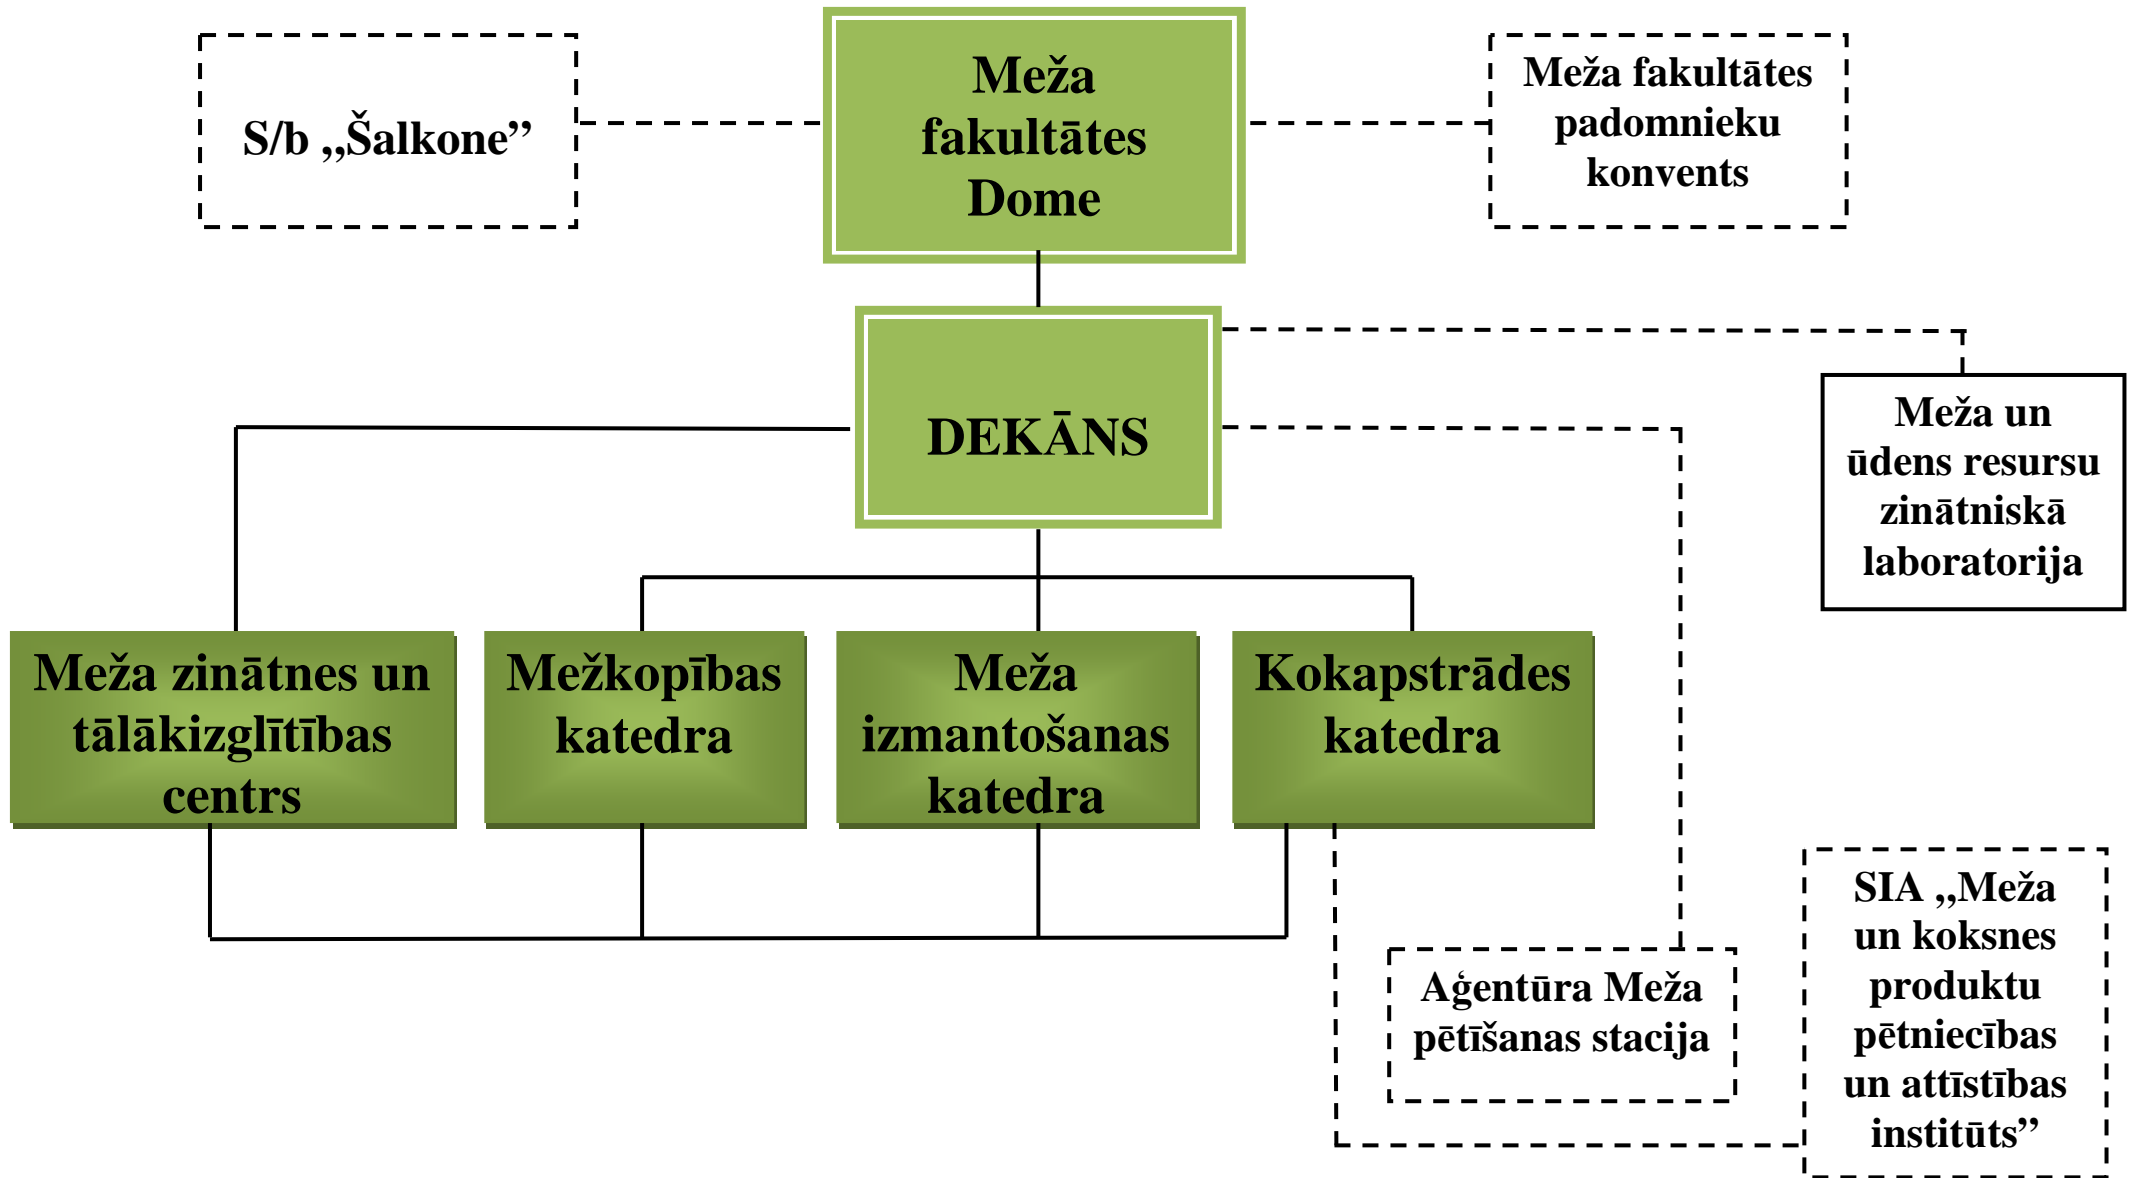 S/b „Šalkone”
Meža
fakultātes
Dome
Meža fakultātes
padomnieku
konvents
DEKĀNS
Meža un
ūdens resursu
zinātniskā
laboratorija
Meža zinātnes un
tālākizglītības
centrs
Mežkopības
katedra
Meža
izmantošanas
katedra
Kokapstrādes
katedra
Aģentūra Meža
pētīšanas stacija
SIA „Meža
un koksnes
produktu
pētniecības
un attīstības
institūts”